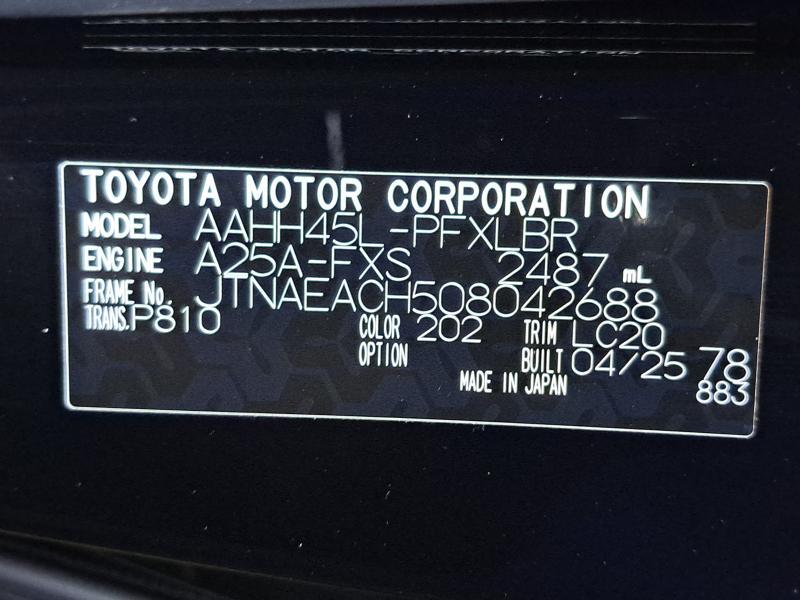 TOYOTA MOTOR CORPORATION
MODEL AAHH45L-PFXLBR
ENGINE A25A-FXS 2487 mL
FRAME No. JTNAEACH508042688
TRANS. P810 COLOR 202 TRIM LC20
OPTION BUILT 04/25 78
MADE IN JAPAN 883